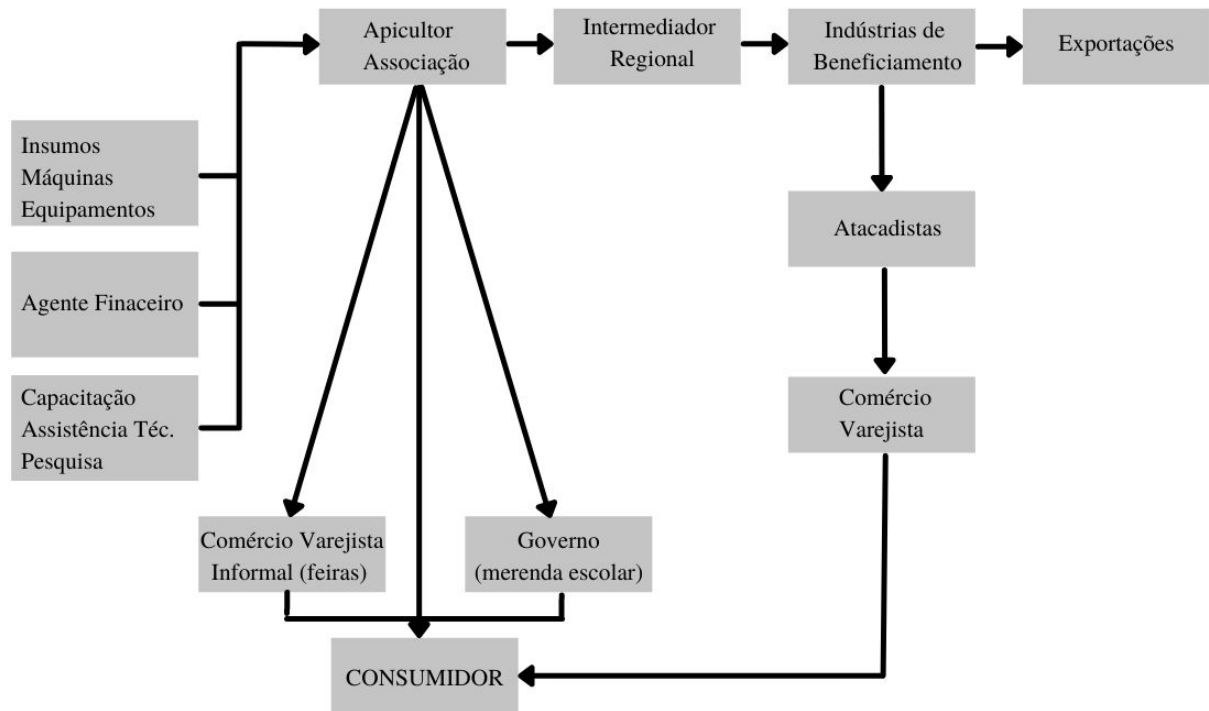 Apicultor
Associação
Intermediador
Regional
Indústrias de
Beneficiamento
Exportações
Insumos
Máquinas
Equipamentos
Agente Finaceiro
Capacitação
Assistência Téc.
Pesquisa
Atacadistas
Comércio
Varejista
Comércio Varejista
Informal (feiras)
Governo
(merenda escolar)
CONSUMIDOR